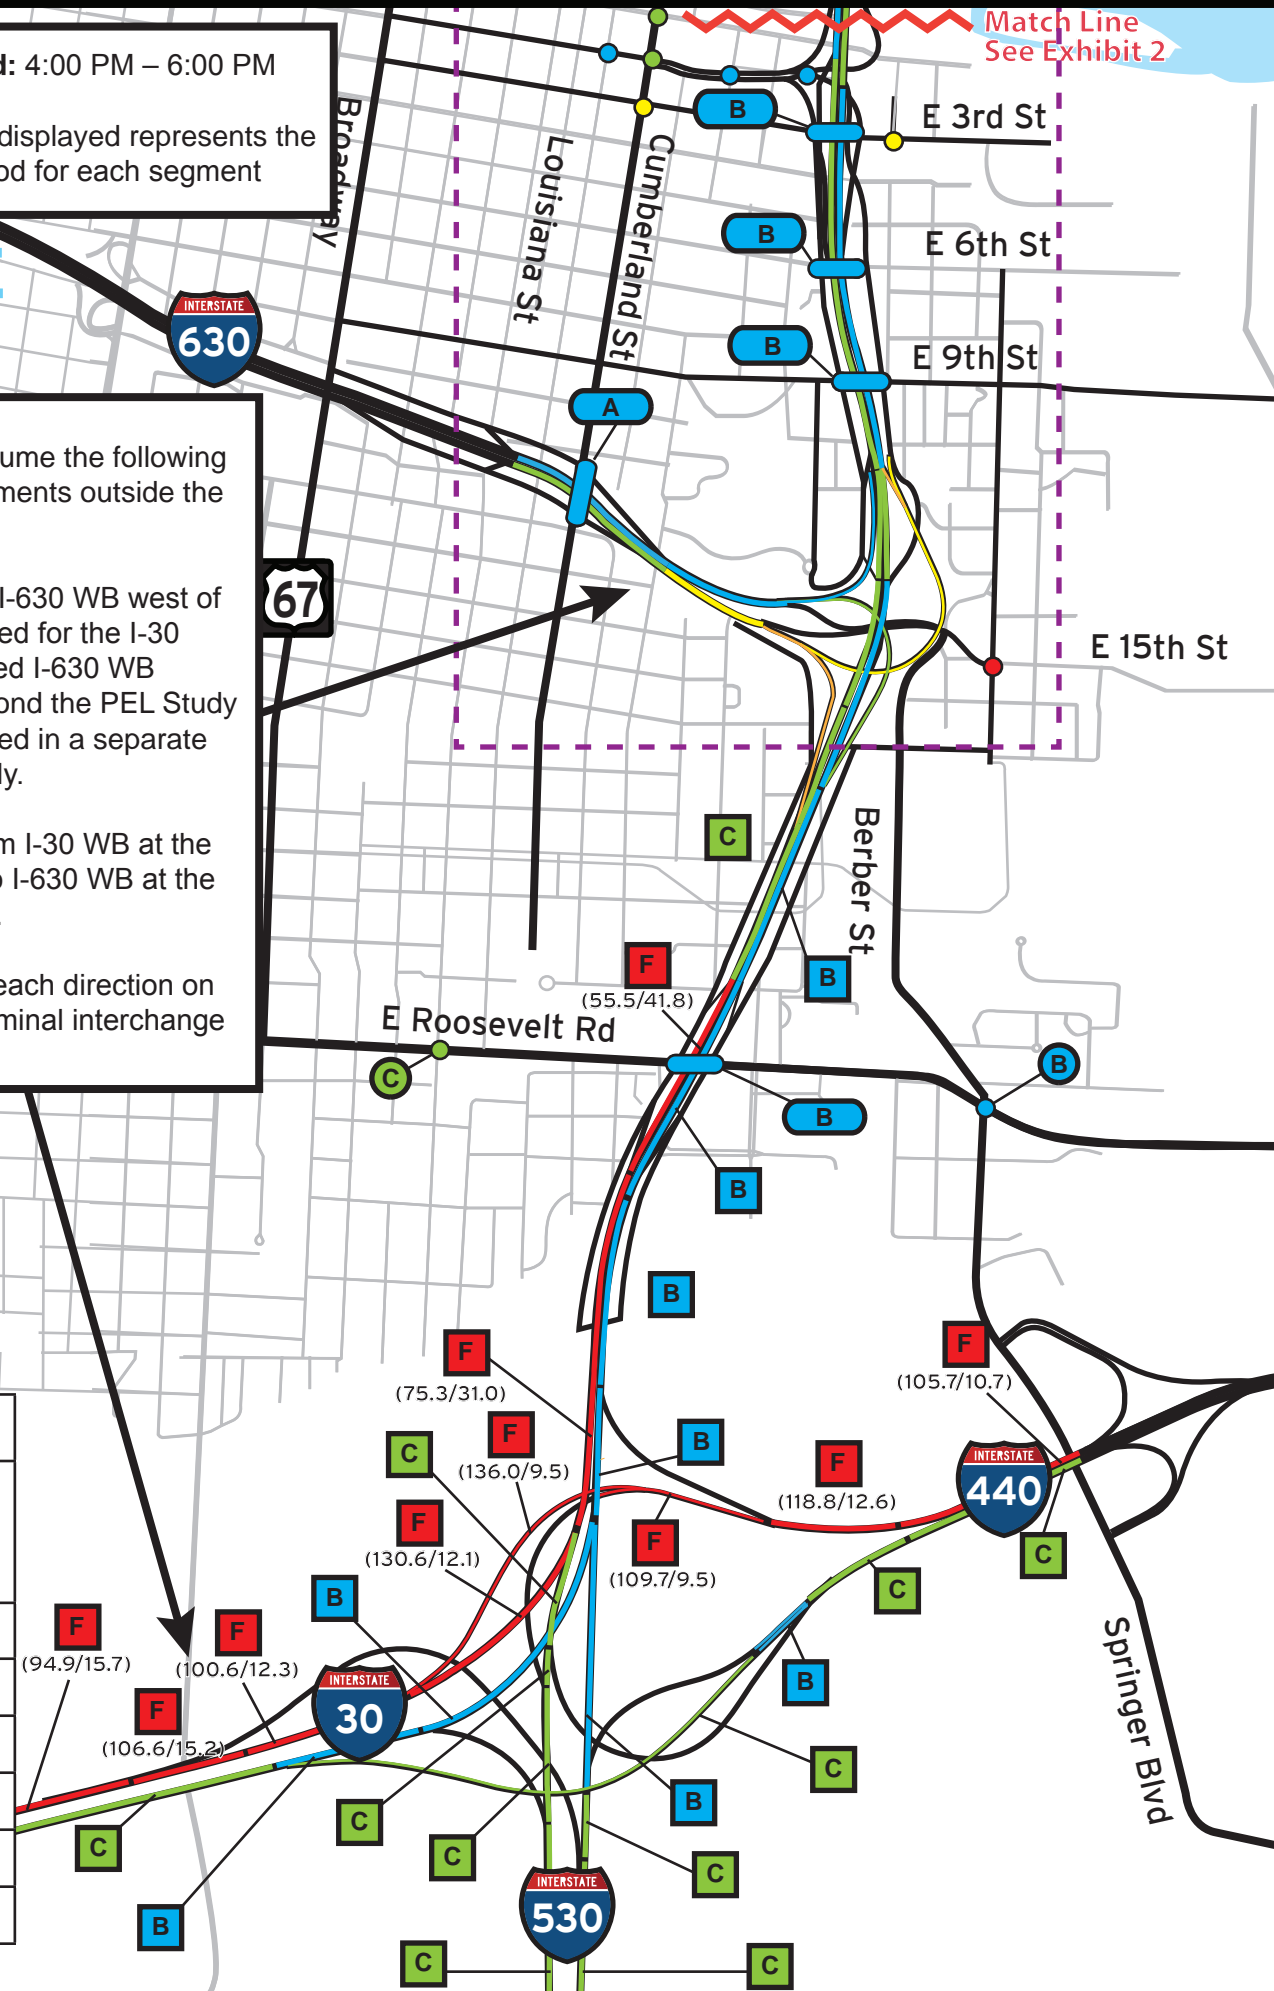 Match Line
See Exhibit 2
d: 4:00 PM – 6:00 PM
displayed represents the
od for each segment
Broadway
Louisiana St
Cumberland St
B
E 3rd St
B
E 6th St
B
E 9th St
INTERSTATE
630
A
ume the following
ments outside the
I-630 WB west of
ed for the I-30
ed I-630 WB
ond the PEL Study
ed in a separate
ly.
m I-30 WB at the
o I-630 WB at the
each direction on
minal interchange
67
E 15th St
C
Berber St
B
F
(55.5/41.8)
E Roosevelt Rd
C
B
B
B
B
F
(75.3/31.0)
F
(105.7/10.7)
C
F
(136.0/9.5)
B
F
(118.8/12.6)
INTERSTATE
440
F
(130.6/12.1)
F
(109.7/9.5)
C
C
B
F
(94.9/15.7)
F
(100.6/12.3)
F
(106.6/15.2)
INTERSTATE
30
B
Springer Blvd
C
B
C
C
C
C
B
INTERSTATE
530
C
C